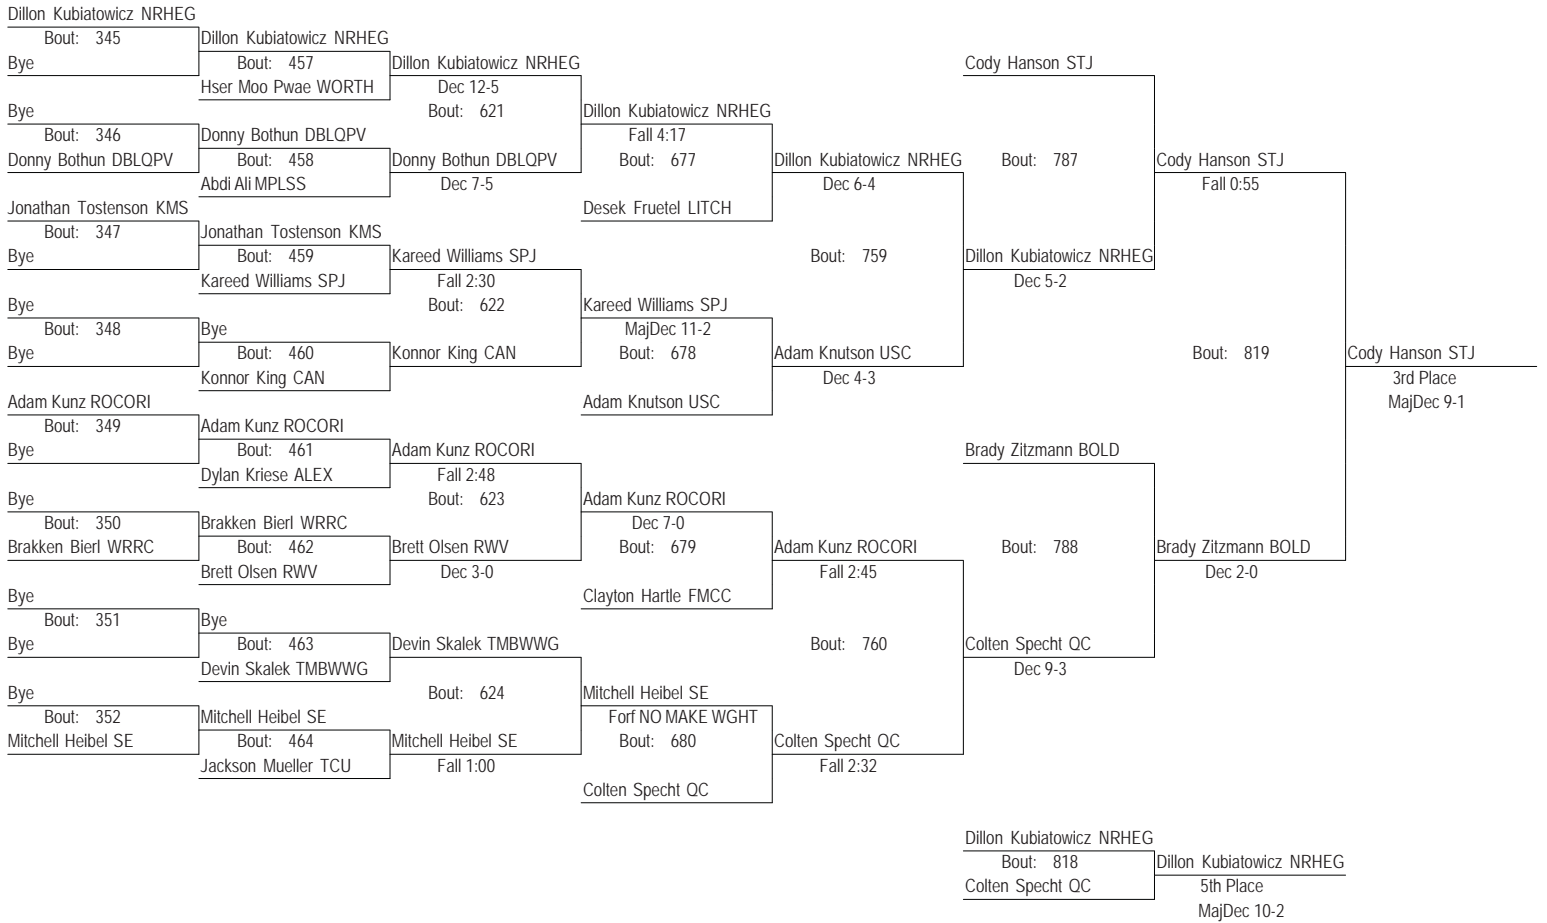 Dillon Kubiatowicz NRHEG
Bout: 345
Bye
Bye
Bout: 346
Donny Bothun DBLQPV
Jonathan Tostenson KMS
Bout: 347
Bye
Bye
Bout: 348
Bye
Adam Kunz ROCORI
Bout: 349
Bye
Bye
Bout: 350
Brakken Bierl WRRC
Bye
Bout: 351
Bye
Bye
Bout: 352
Mitchell Heibel SE
Dillon Kubiatowicz NRHEG
Bout: 457
Hser Moo Pwae WORTH
Donny Bothun DBLQPV
Bout: 458
Abdi Ali MPLSS
Jonathan Tostenson KMS
Bout: 459
Kareed Williams SPJ
Bye
Bout: 460
Konnor King CAN
Adam Kunz ROCORI
Bout: 461
Dylan Kriese ALEX
Brakken Bierl WRRC
Bout: 462
Brett Olsen RWV
Bye
Bout: 463
Devin Skalek TMBWWG
Mitchell Heibel SE
Bout: 464
Jackson Mueller TCU
Dillon Kubiatowicz NRHEG
Dec 12-5
Bout: 621
Donny Bothun DBLQPV
Dec 7-5
Kareed Williams SPJ
Fall 2:30
Bout: 622
Konnor King CAN
Adam Kunz ROCORI
Fall 2:48
Bout: 623
Brett Olsen RWV
Dec 3-0
Devin Skalek TMBWWG
Bout: 624
Mitchell Heibel SE
Fall 1:00
Dillon Kubiatowicz NRHEG
Fall 4:17
Bout: 677
Desek Fruetel LITCH
Kareed Williams SPJ
MajDec 11-2
Bout: 678
Adam Knutson USC
Adam Kunz ROCORI
Dec 7-0
Bout: 679
Clayton Hartle FMCC
Mitchell Heibel SE
Forf NO MAKE WGHT
Bout: 680
Colten Specht QC
Dillon Kubiatowicz NRHEG
Dec 6-4
Bout: 759
Adam Knutson USC
Dec 4-3
Adam Kunz ROCORI
Fall 2:45
Bout: 760
Colten Specht QC
Fall 2:32
Cody Hanson STJ
Bout: 787
Dillon Kubiatowicz NRHEG
Dec 5-2
Brady Zitzmann BOLD
Bout: 788
Colten Specht QC
Dec 9-3
Cody Hanson STJ
Fall 0:55
Bout: 819
Brady Zitzmann BOLD
Dec 2-0
Cody Hanson STJ
3rd Place
MajDec 9-1
Dillon Kubiatowicz NRHEG
Bout: 818
Colten Specht QC
Dillon Kubiatowicz NRHEG
5th Place
MajDec 10-2